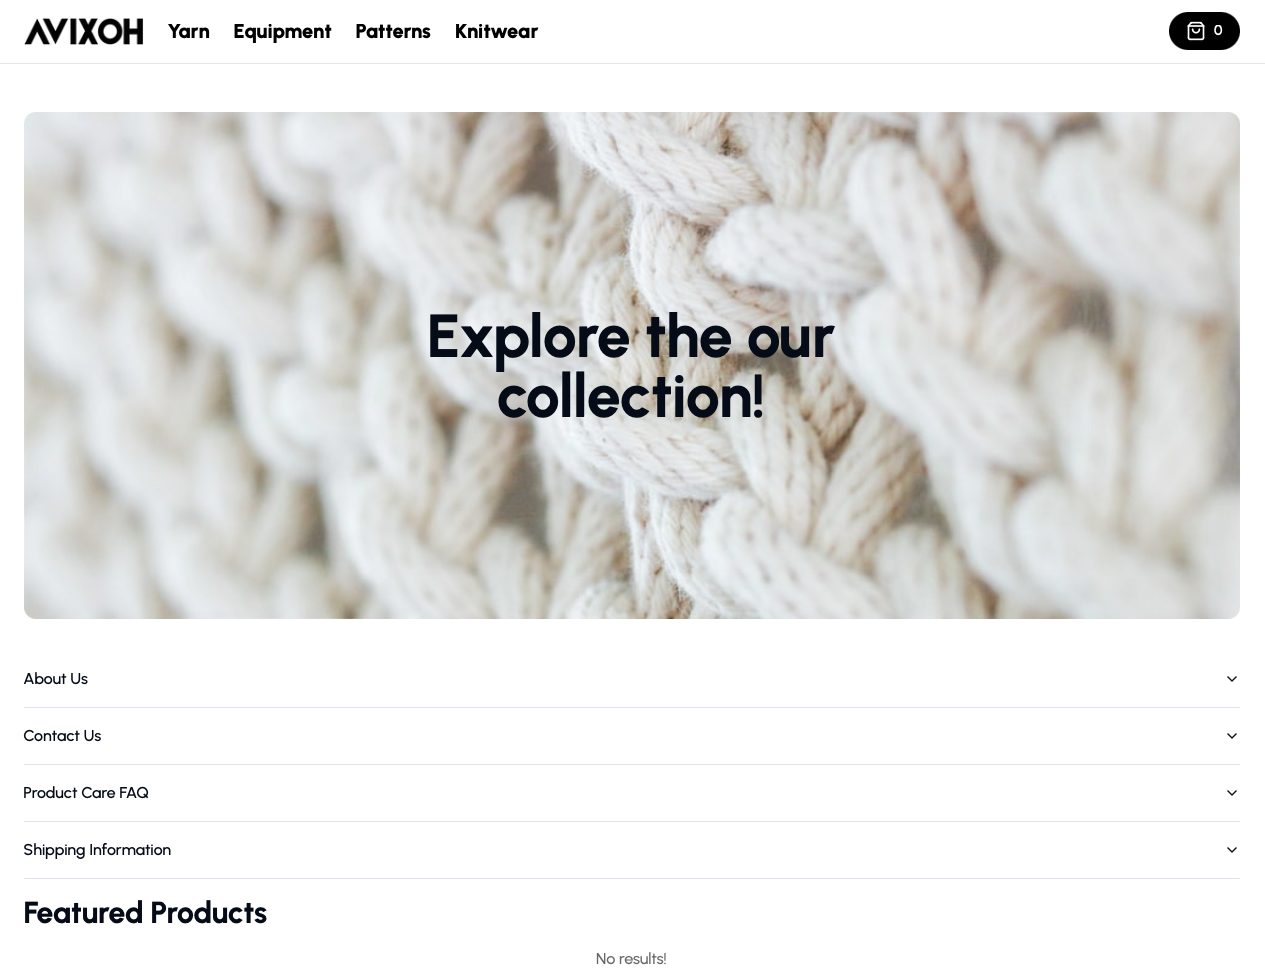 AVIXOH
Yarn
Equipment
Patterns
Knitwear
0
Explore the our
collection!
About Us
Contact Us
Product Care FAQ
Shipping Information
Featured Products
No results!